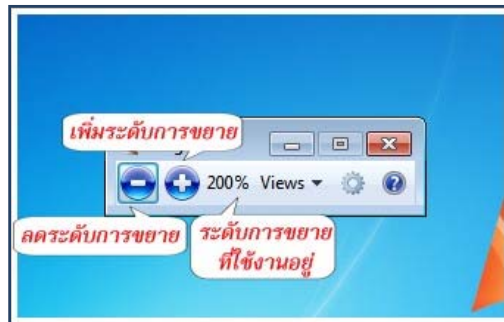 เพิ่มระดับการขยาย
200% Views
ลดระดับการขยาย
ระดับการขยาย
ที่ใช้งานอยู่